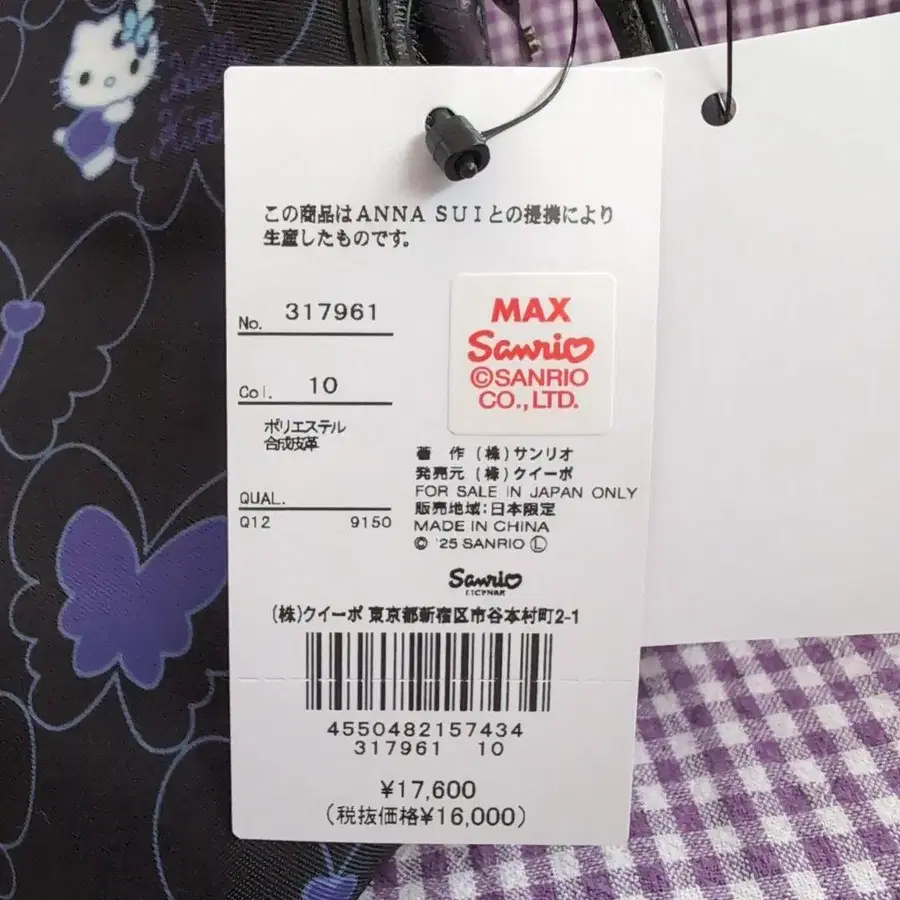 Hello
Kitty
この商品はANNA SUIとの提携により
生産したものです。
No. 317961
Col. 10
ポリエステル
合成皮革
QUAL.
Q12 9150
MAX
Sanrio
©SANRIO
CO.,LTD.
著 作 (株)サンリオ
発売元 (株)クイーポ
FOR SALE IN JAPAN ONLY
販売地域:日本限定
MADE IN CHINA
© '25 SANRIO Ⓛ
Sanrio
LICENSE
(株)クイーポ 東京都新宿区市谷本村町2-1
4550482157434
317961 10
¥17,600
(税抜価格¥16,000)